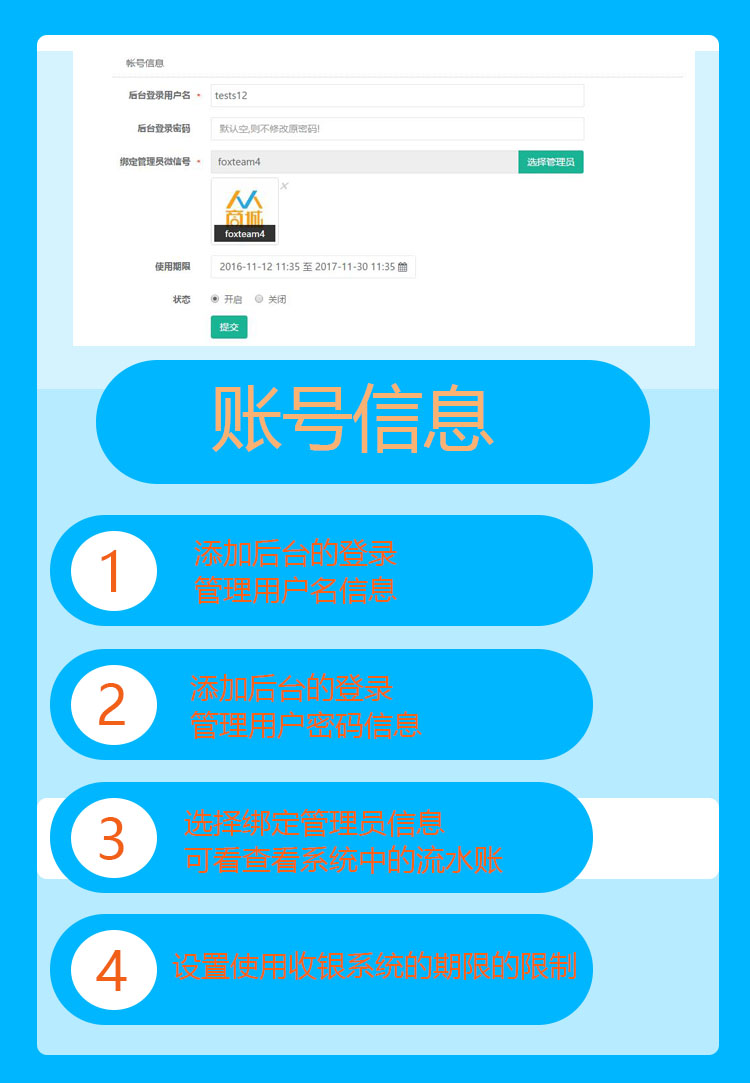 帐号信息
后台登录用户名 * tests12
后台登录密码 默认空,则不修改原密码!
绑定管理员微信号 * foxteam4 选择管理员
商城
foxteam4
使用期限 2016-11-12 11:35 至 2017-11-30 11:35
状态 开启 关闭
提交
账号信息
1 添加后台的登录
管理用户名信息
2 添加后台的登录
管理用户密码信息
3 选择绑定管理员信息
可看查看系统中的流水账
4 设置使用收银系统的期限的限制